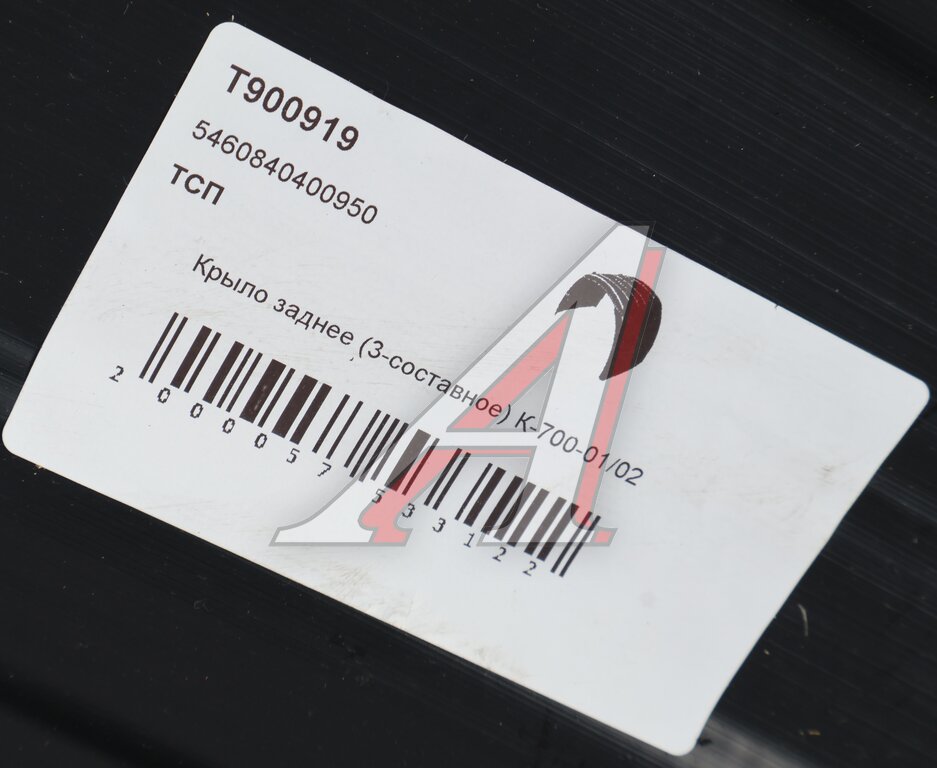 Т900919
5460840400950
ТСП
Крыло заднее (3-составное) К-700-01/02
2000057533122